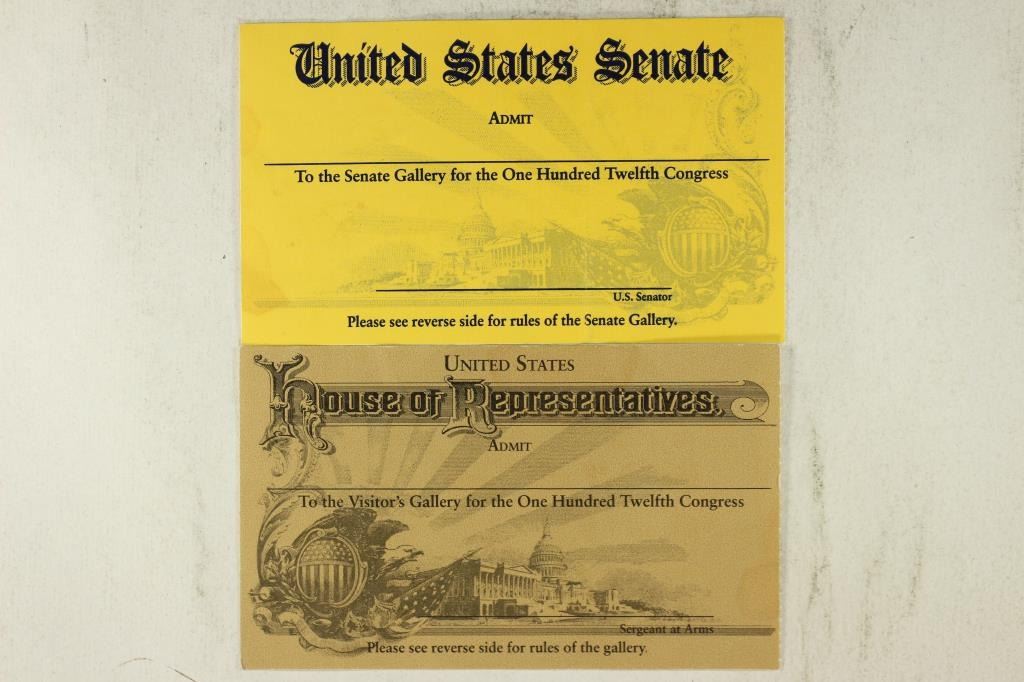 United States Senate
ADMIT
To the Senate Gallery for the One Hundred Twelfth Congress
U.S. Senator
Please see reverse side for rules of the Senate Gallery.
UNITED STATES
House of Representatives,
ADMIT
To the Visitor's Gallery for the One Hundred Twelfth Congress
Sergeant at Arms
Please see reverse side for rules of the gallery.